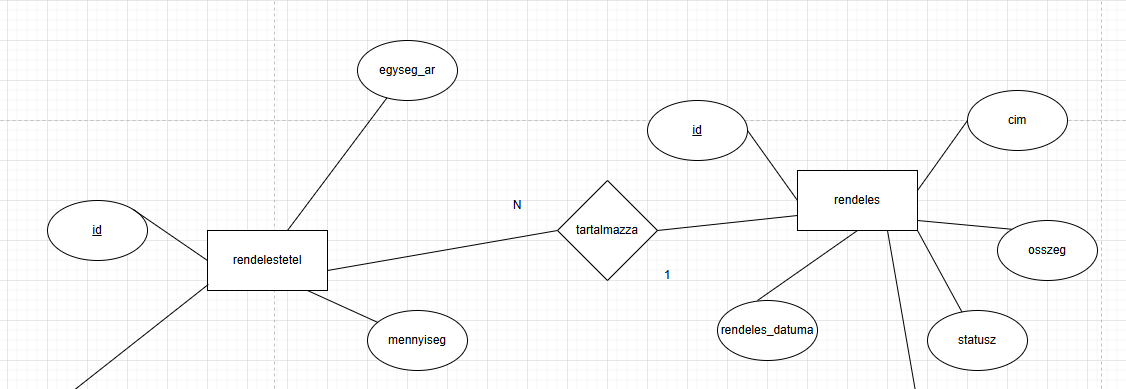 egyseg_ar
id
cim
rendeles
N
id
tartalmazza
rendelestetel
osszeg
1
rendeles_datuma
mennyiseg
statusz